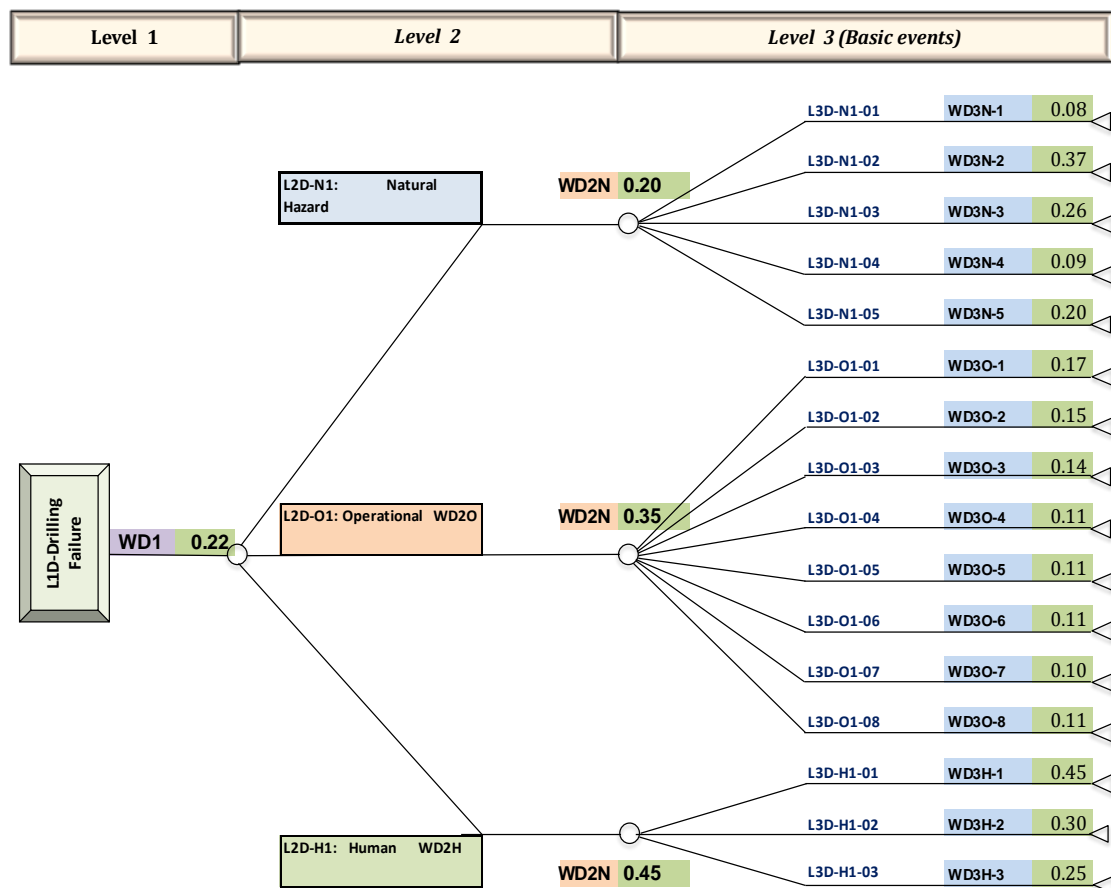 Level 1
Level 2
Level 3 (Basic events)
L3D-N1-01 WD3N-1 0.08
L3D-N1-02 WD3N-2 0.37
L2D-N1: Natural
Hazard
WD2N 0.20
L3D-N1-03 WD3N-3 0.26
L3D-N1-04 WD3N-4 0.09
L3D-N1-05 WD3N-5 0.20
L3D-O1-01 WD3O-1 0.17
L3D-O1-02 WD3O-2 0.15
L3D-O1-03 WD3O-3 0.14
L1D-Drilling
Failure
WD1 0.22
L2D-O1: Operational WD2O
WD2N 0.35
L3D-O1-04 WD3O-4 0.11
L3D-O1-05 WD3O-5 0.11
L3D-O1-06 WD3O-6 0.11
L3D-O1-07 WD3O-7 0.10
L3D-O1-08 WD3O-8 0.11
L3D-H1-01 WD3H-1 0.45
L3D-H1-02 WD3H-2 0.30
L2D-H1: Human WD2H
WD2N 0.45
L3D-H1-03 WD3H-3 0.25